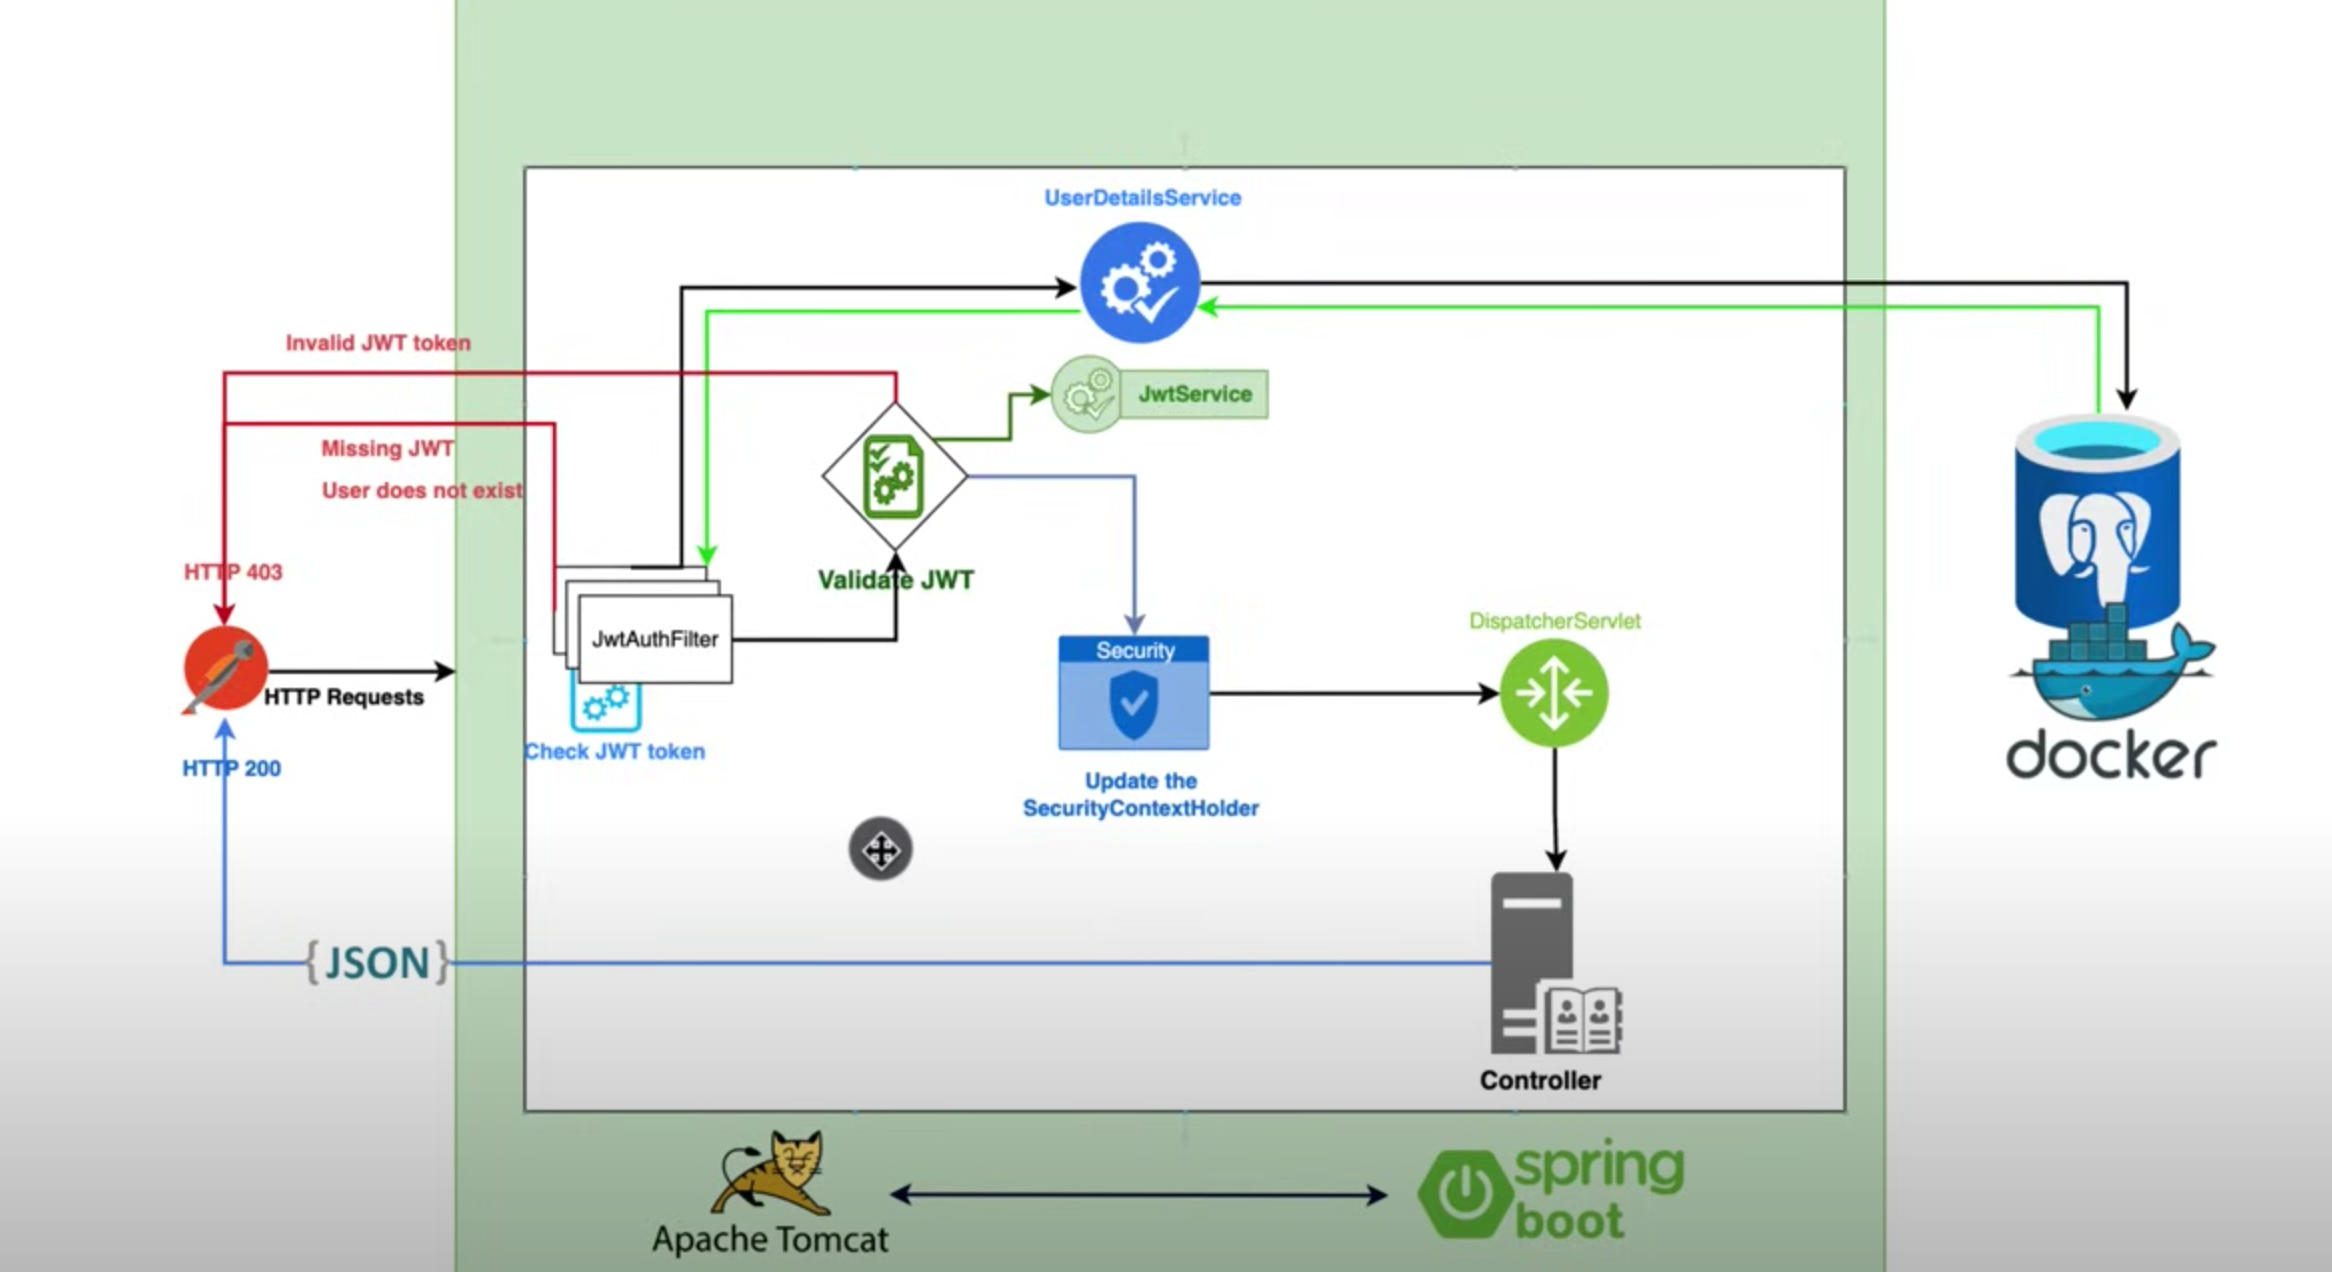 UserDetailsService
Invalid JWT token
JwtService
Missing JWT
User does not exist
HTTP 403
Validate JWT
JwtAuthFilter
DispatcherServlet
Security
HTTP Requests
Check JWT token
HTTP 200
Update the
SecurityContextHolder
docker
{JSON}
Controller
Apache Tomcat
spring
boot